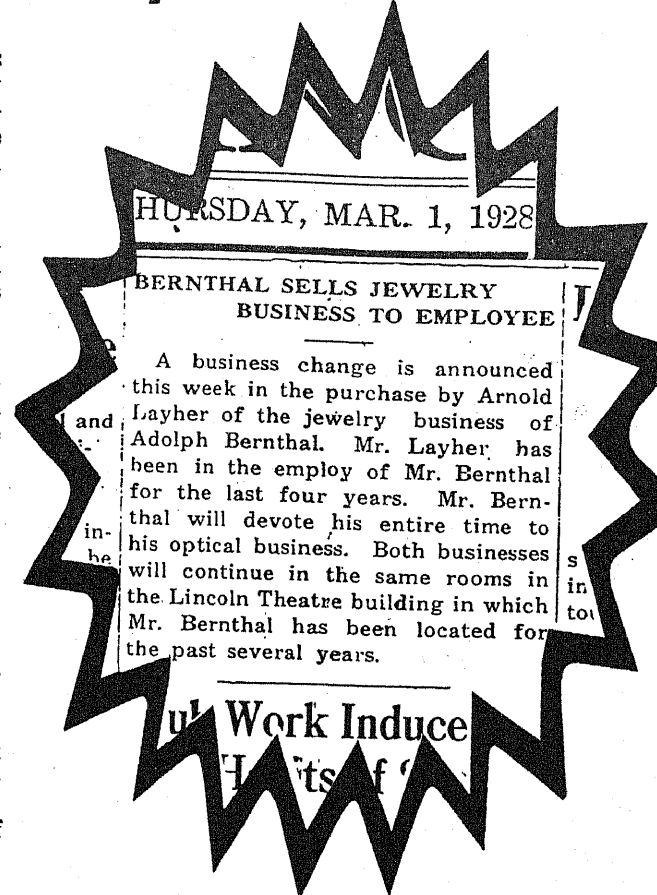 HURSDAY, MAR. 1, 1928
BERNTHAL SELLS JEWELRY
BUSINESS TO EMPLOYEE
A business change is announced
this week in the purchase by Arnold
Layher of the jewelry business of
Adolph Bernthal. Mr. Layher has
been in the employ of Mr. Bernthal
for the last four years. Mr. Bern-
thal will devote his entire time to
his optical business. Both businesses
will continue in the same rooms in
the Lincoln Theatre building in which
Mr. Bernthal has been located for
the past several years.
Work Induce
and
in-
be
s
in